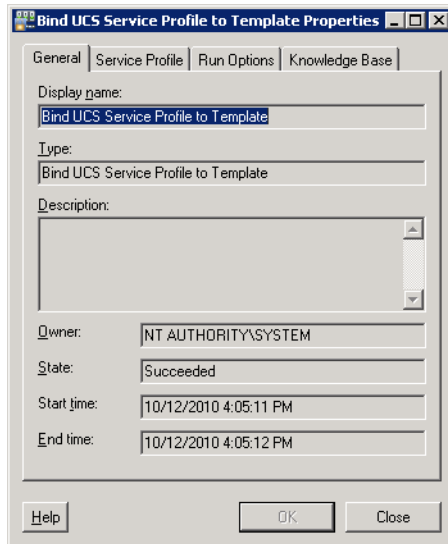 Bind UCS Service Profile to Template Properties
General Service Profile Run Options Knowledge Base
Display name:
Bind UCS Service Profile to Template
Type:
Bind UCS Service Profile to Template
Description:
Owner: NT AUTHORITY\SYSTEM
State: Succeeded
Start time: 10/12/2010 4:05:11 PM
End time: 10/12/2010 4:05:12 PM
Help OK Close